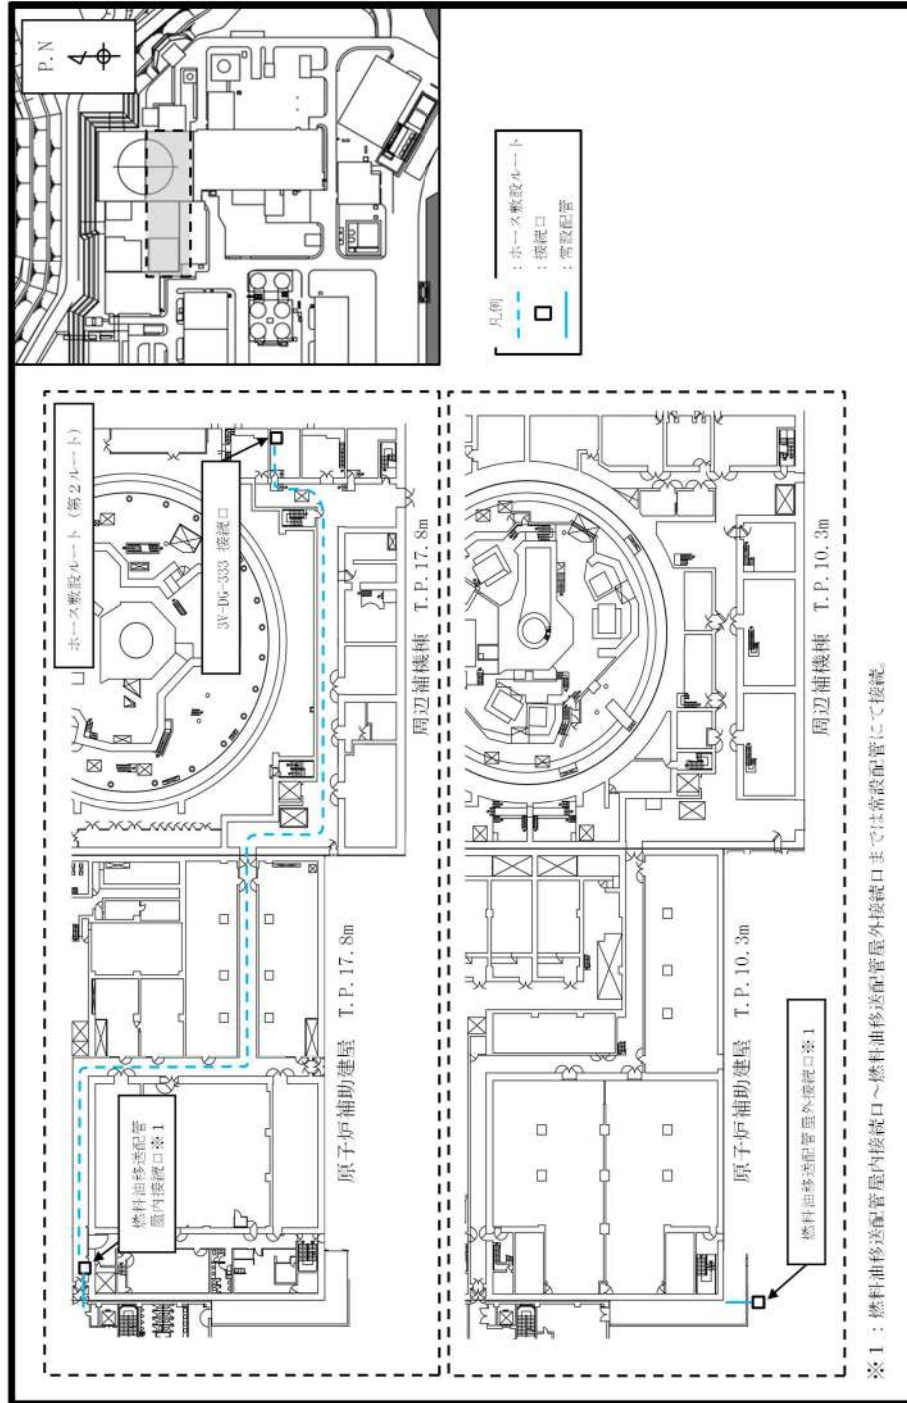 P.N
ホース敷設ルート（第２ルート）
3V-DG-333 接続口
燃料油移送配管
屋内接続口※１
原子炉補助建屋　T.P.17.8m
周辺補機棟　T.P.17.8m
凡例
：ホース敷設ルート
：接続口
：常設配管
原子炉補助建屋　T.P.10.3m
周辺補機棟　T.P.10.3m
燃料油移送配管屋外接続口※１
※１：燃料油移送配管屋内接続口～燃料油移送配管屋外接続口までは常設配管にて接続。